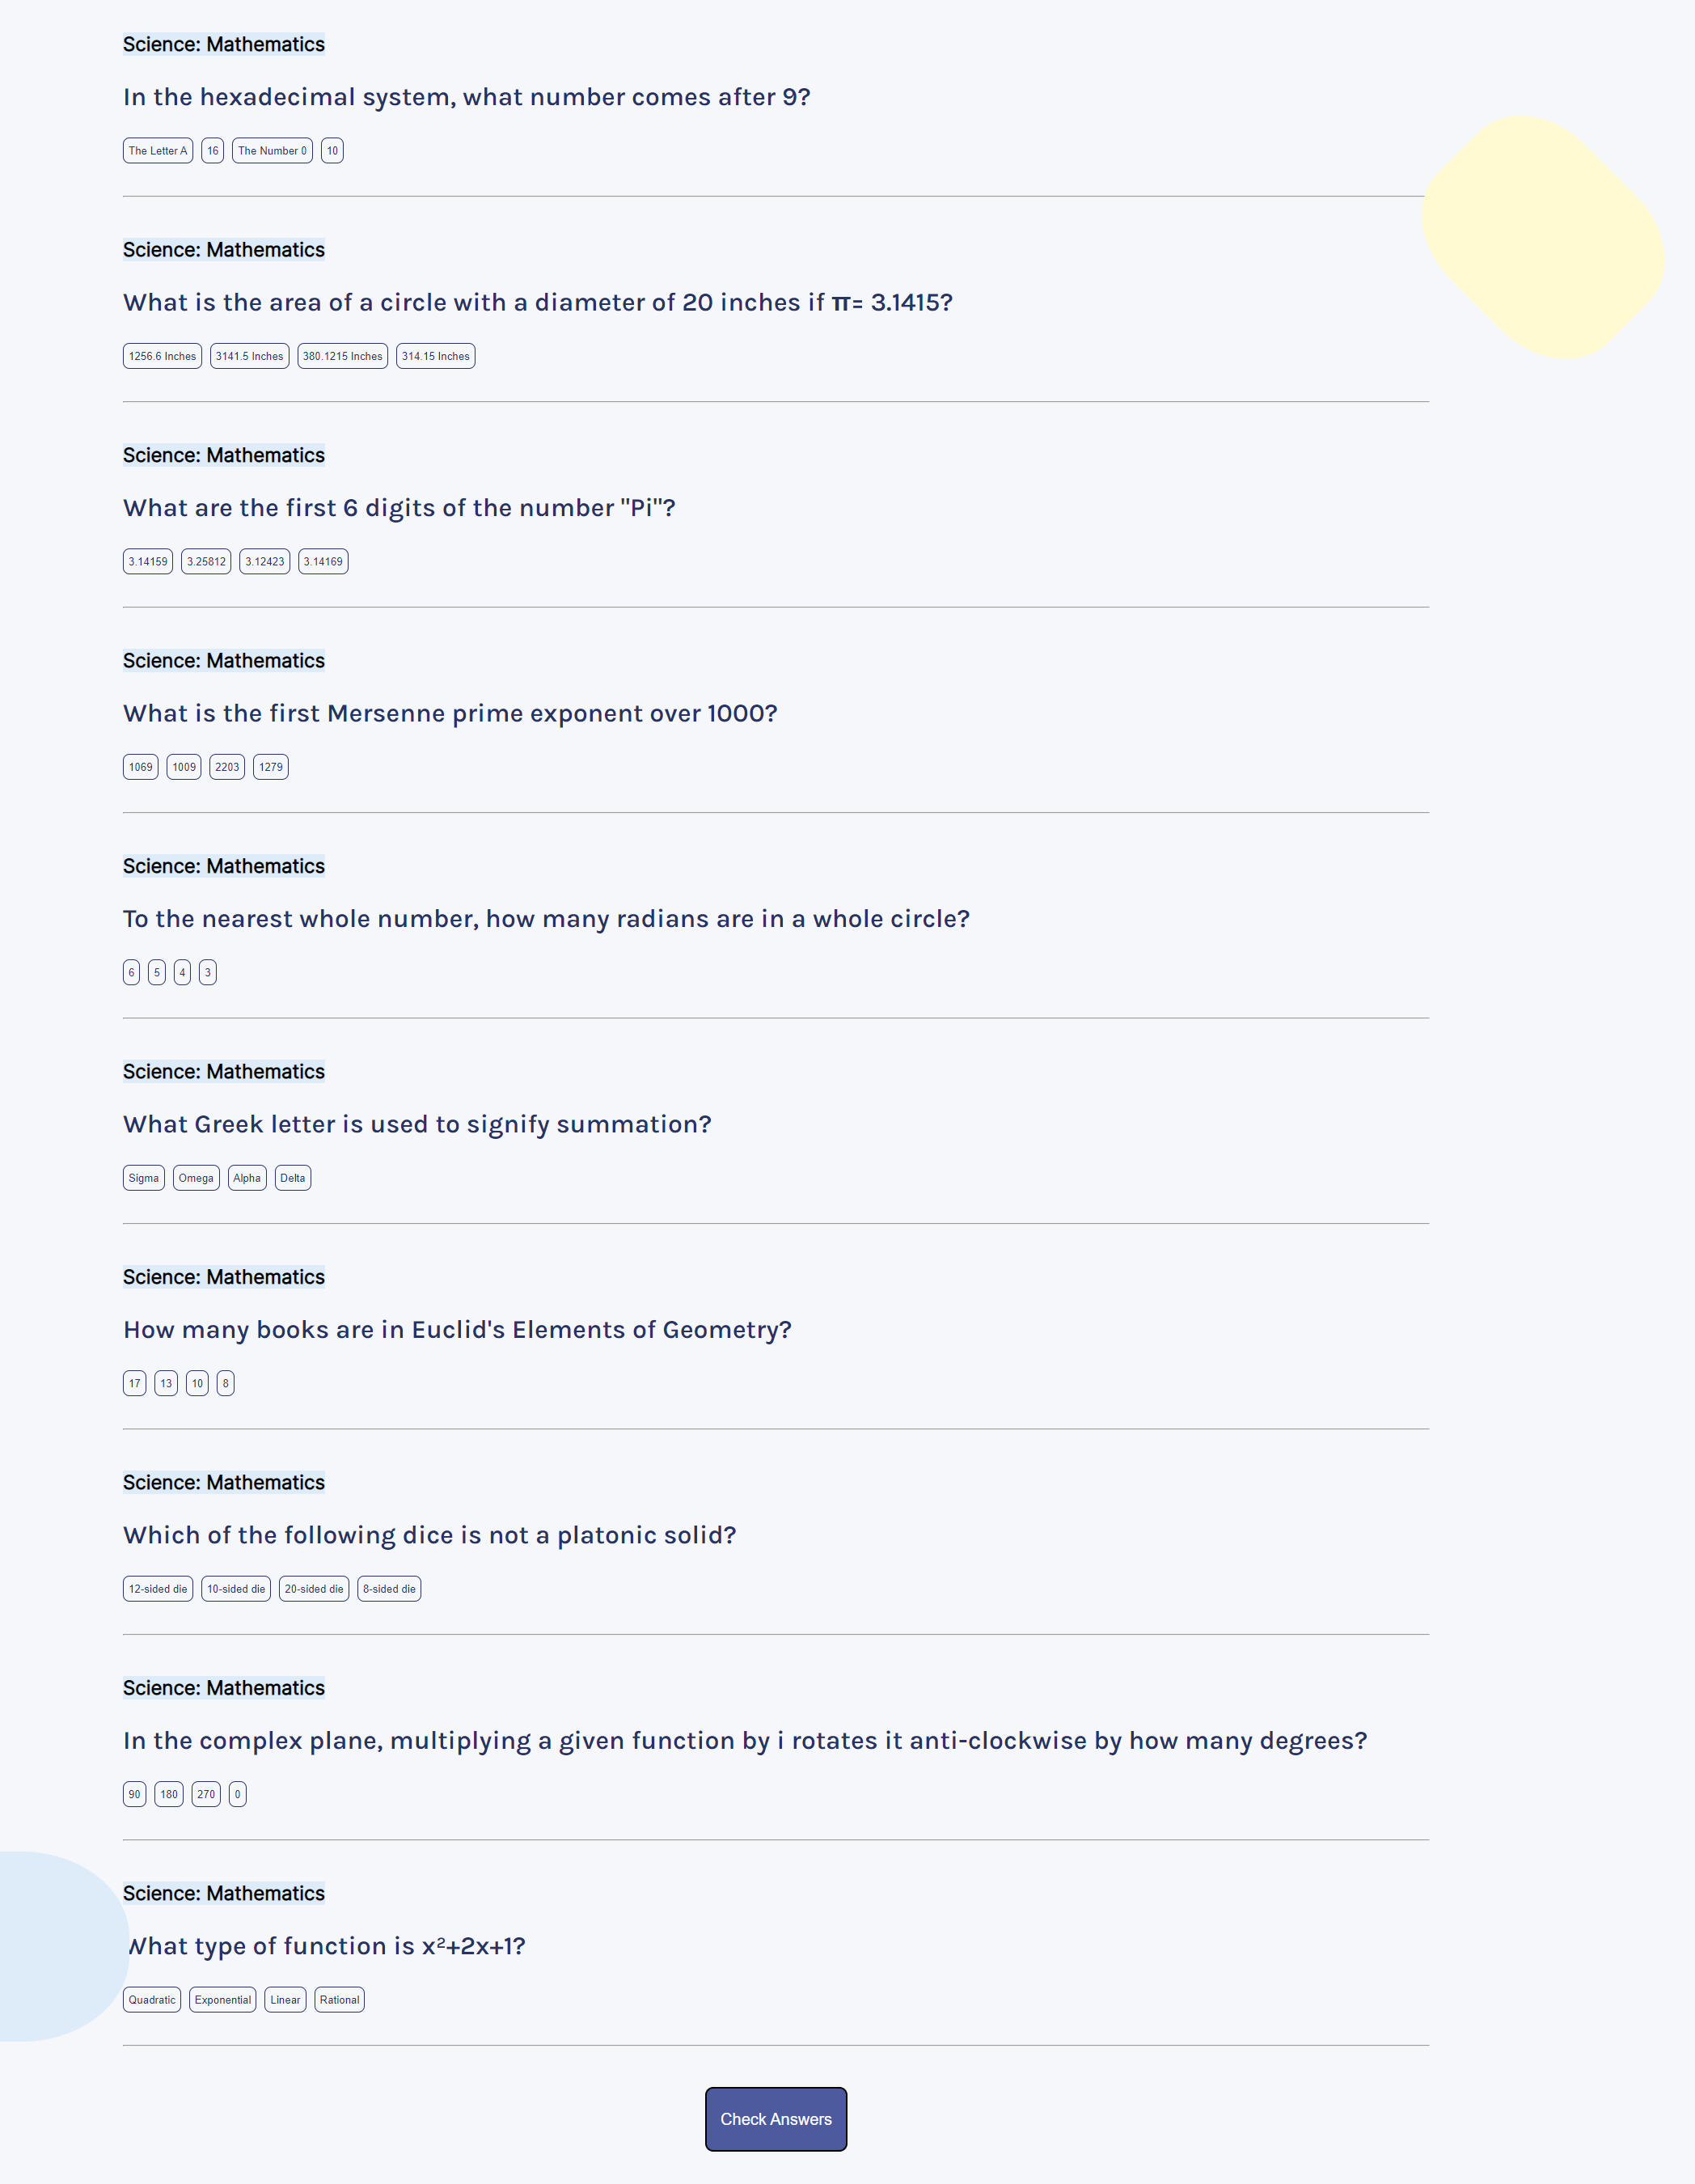 Science: Mathematics
In the hexadecimal system, what number comes after 9?
The Letter A 16 The Number 0 10
Science: Mathematics
What is the area of a circle with a diameter of 20 inches if π= 3.1415?
1256.6 Inches 3141.5 Inches 380.1215 Inches 314.15 Inches
Science: Mathematics
What are the first 6 digits of the number "Pi"?
3.14159 3.25812 3.12423 3.14169
Science: Mathematics
What is the first Mersenne prime exponent over 1000?
1069 1009 2203 1279
Science: Mathematics
To the nearest whole number, how many radians are in a whole circle?
6 5 4 3
Science: Mathematics
What Greek letter is used to signify summation?
Sigma Omega Alpha Delta
Science: Mathematics
How many books are in Euclid's Elements of Geometry?
17 13 10 8
Science: Mathematics
Which of the following dice is not a platonic solid?
12-sided die 10-sided die 20-sided die 8-sided die
Science: Mathematics
In the complex plane, multiplying a given function by i rotates it anti-clockwise by how many degrees?
90 180 270 0
Science: Mathematics
What type of function is x²+2x+1?
Quadratic Exponential Linear Rational
Check Answers